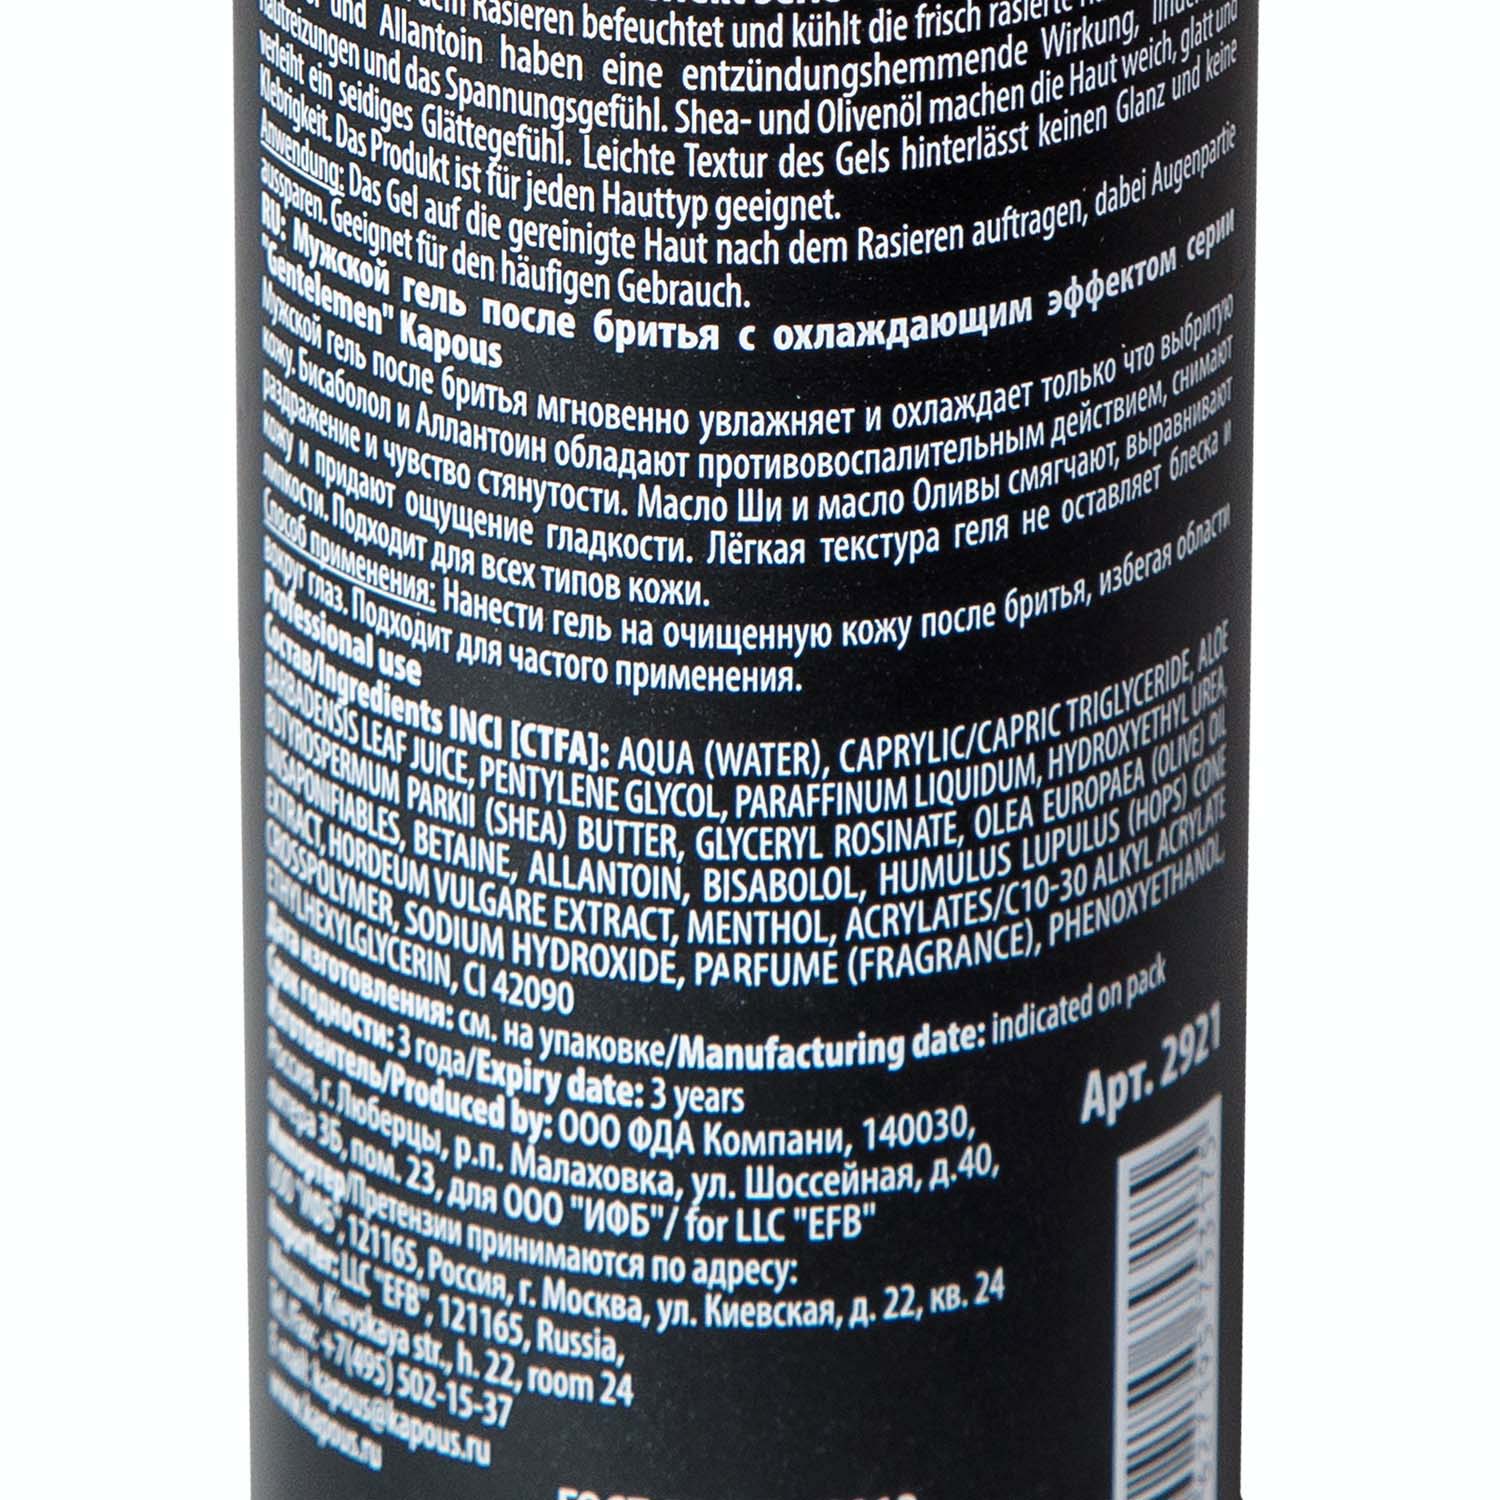 dem Rasieren befeuchtet und kühlt die frisch rasierte
und Allantoin haben eine entzündungshemmende Wirkung,
Hautreizungen und das Spannungsgefühl. Shea- und Olivenöl machen die Haut weich, glatt und
verleiht ein seidiges Glättegefühl. Leichte Textur des Gels hinterlässt keinen Glanz und keine
Klebrigkeit. Das Produkt ist für jeden Hauttyp geeignet.
Anwendung: Das Gel auf die gereinigte Haut nach dem Rasieren auftragen, dabei Augenpartie
aussparen. Geeignet für den häufigen Gebrauch.
RU: Мужской гель после бритья с охлаждающим эффектом серии
"Gentelemen" Kapous
Мужской гель после бритья мгновенно увлажняет и охлаждает только что выбритую
кожу. Бисаболол и Аллантоин обладают противовоспалительным действием, снимают
раздражение и чувство стянутости. Масло Ши и масло Оливы смягчают, выравнивают
кожу и придают ощущение гладкости. Лёгкая текстура геля не оставляет блеска и
липкости. Подходит для всех типов кожи.
Способ применения: Нанести гель на очищенную кожу после бритья, избегая области
вокруг глаз. Подходит для частого применения.
Professional use
Состав/Ingredients INCI [CTFA]: AQUA (WATER), CAPRYLIC/CAPRIC TRIGLYCERIDE, ALOE
BARBADENSIS LEAF JUICE, PENTYLENE GLYCOL, PARAFFINUM LIQUIDUM, HYDROXYETHYL UREA,
BUTYROSPERMUM PARKII (SHEA) BUTTER, GLYCERYL ROSINATE, OLEA EUROPAEA (OLIVE) OIL
UNSAPONIFIABLES, BETAINE, ALLANTOIN, BISABOLOL, HUMULUS LUPULUS (HOPS) CONE
EXTRACT, HORDEUM VULGARE EXTRACT, MENTHOL, ACRYLATES/C10-30 ALKYL ACRYLATE
CROSSPOLYMER, SODIUM HYDROXIDE, PARFUME (FRAGRANCE), PHENOXYETHANOL,
ETHYLHEXYLGLYCERIN, CI 42090
Дата изготовления: см. на упаковке/Manufacturing date: indicated on pack
Срок годности: 3 года/Expiry date: 3 years
Изготовитель/Produced by: ООО ФДА Компани, 140030,
Россия, г. Люберцы, р.п. Малаховка, ул. Шоссейная, д.40,
литера 3Б, пом. 23, для ООО "ИФБ"/ for LLC "EFB"
Импортер/Претензии принимаются по адресу:
ООО "ИФБ", 121165, Россия, г. Москва, ул. Киевская, д. 22, кв. 24
Importer: LLC "EFB", 121165, Russia,
Moscow, Kievskaya str., h. 22, room 24
+7(495) 502-15-37
E-mail: kapous@kapous.ru
www.kapous.ru
Арт. 2921